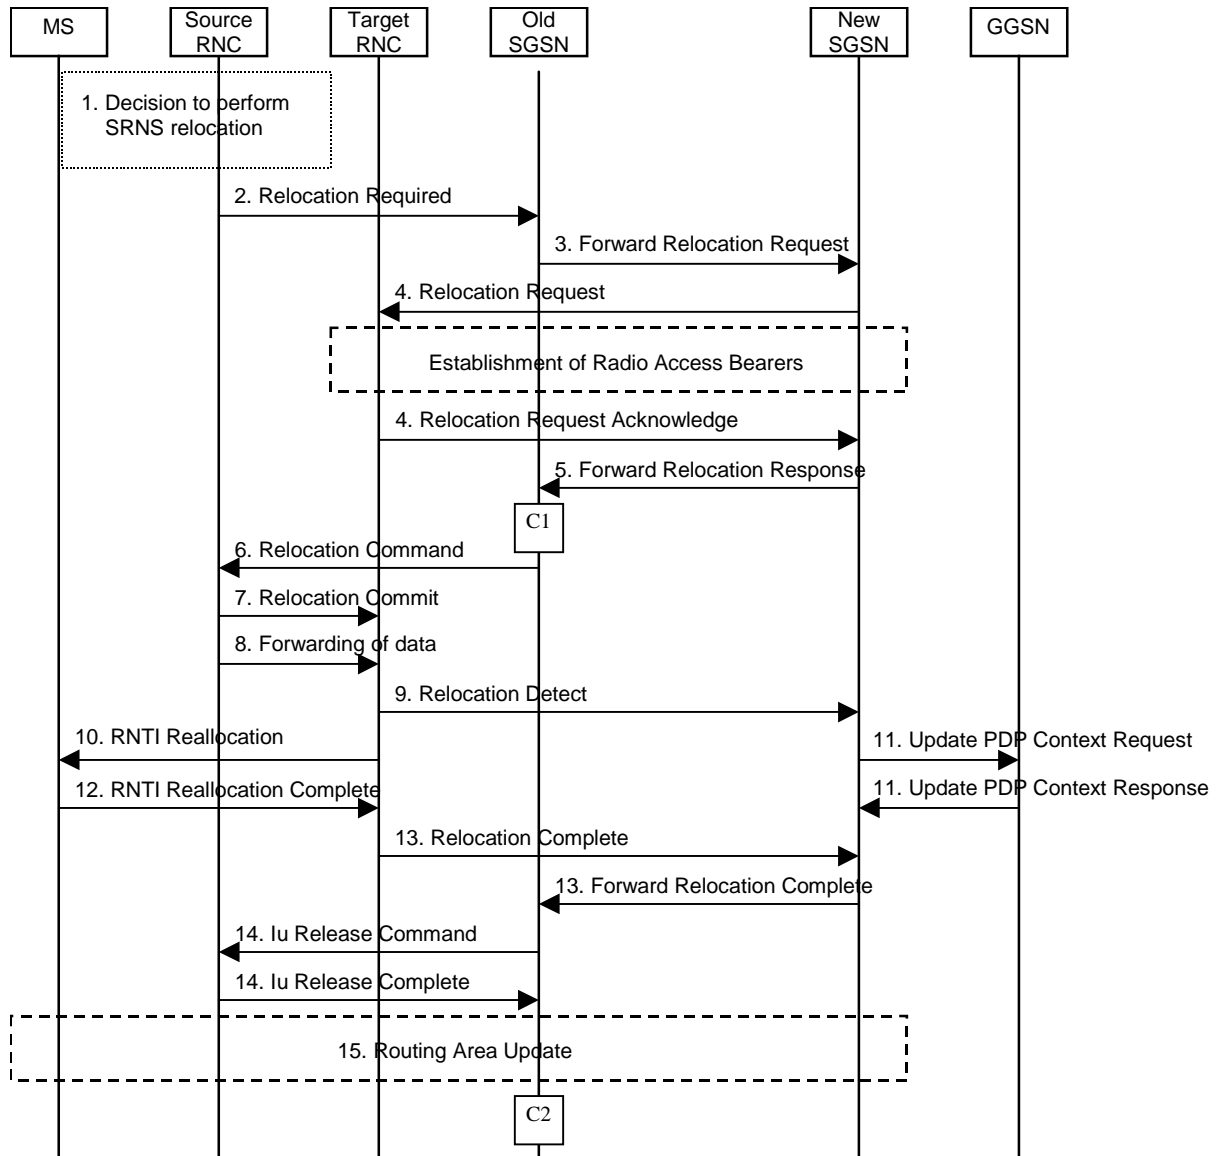 MS
Source
RNC
Target
RNC
Old
SGSN
New
SGSN
GGSN
1. Decision to perform
SRNS relocation
2. Relocation Required
3. Forward Relocation Request
4. Relocation Request
Establishment of Radio Access Bearers
4. Relocation Request Acknowledge
5. Forward Relocation Response
C1
6. Relocation Command
7. Relocation Commit
8. Forwarding of data
9. Relocation Detect
10. RNTI Reallocation
11. Update PDP Context Request
12. RNTI Reallocation Complete
11. Update PDP Context Response
13. Relocation Complete
13. Forward Relocation Complete
14. Iu Release Command
14. Iu Release Complete
15. Routing Area Update
C2